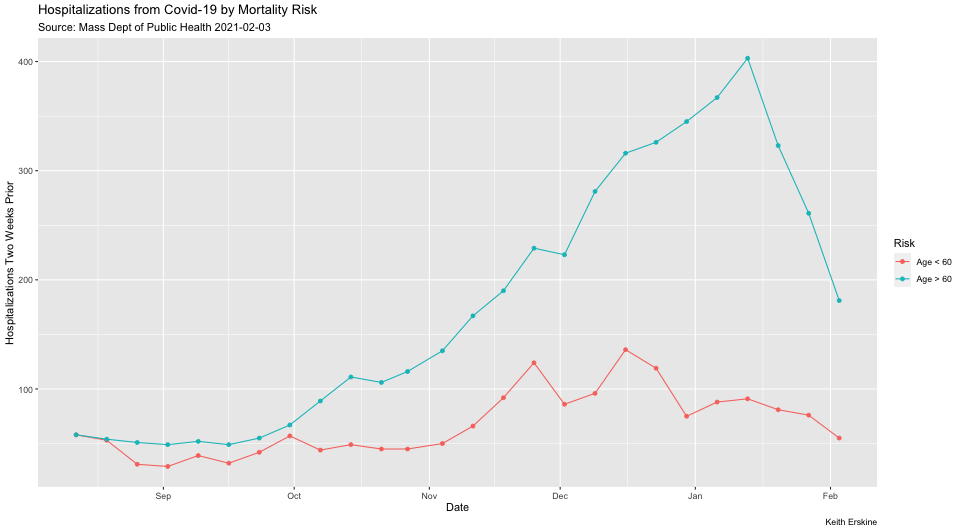 Hospitalizations from Covid-19 by Mortality Risk
Source: Mass Dept of Public Health 2021-02-03
Hospitalizations Two Weeks Prior
400
300
200
100
Sep Oct Nov Dec Jan Feb
Date
Risk
Age < 60
Age > 60
Keith Erskine